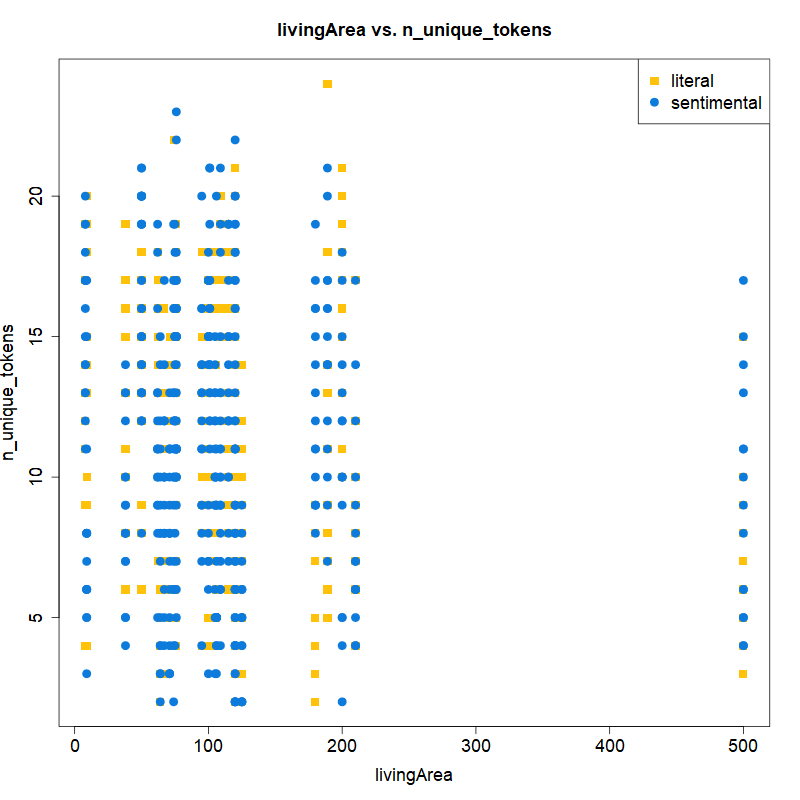 livingArea vs. n_unique_tokens
literal
sentimental
n_unique_tokens
20
15
10
5
0 100 200 300 400 500
livingArea